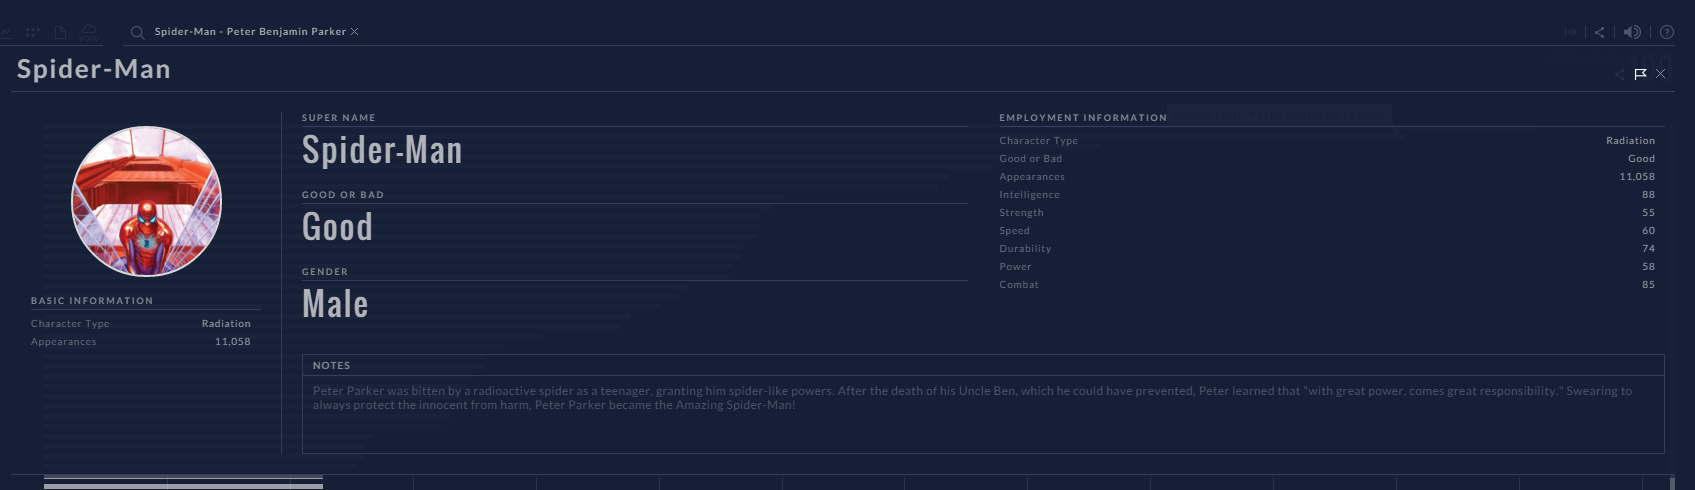 WORD
Spider-Man - Peter Benjamin Parker
Spider-Man
SUPER NAME
Spider-Man
GOOD OR BAD
Good
GENDER
Male
EMPLOYMENT INFORMATION
Character Type Radiation
Good or Bad Good
Appearances 11,058
Intelligence 88
Strength 55
Speed 60
Durability 74
Power 58
Combat 85
BASIC INFORMATION
Character Type Radiation
Appearances 11,058
NOTES
Peter Parker was bitten by a radioactive spider as a teenager, granting him spider-like powers. After the death of his Uncle Ben, which he could have prevented, Peter learned that "with great power, comes great responsibility." Swearing to
always protect the innocent from harm, Peter Parker became the Amazing Spider-Man!